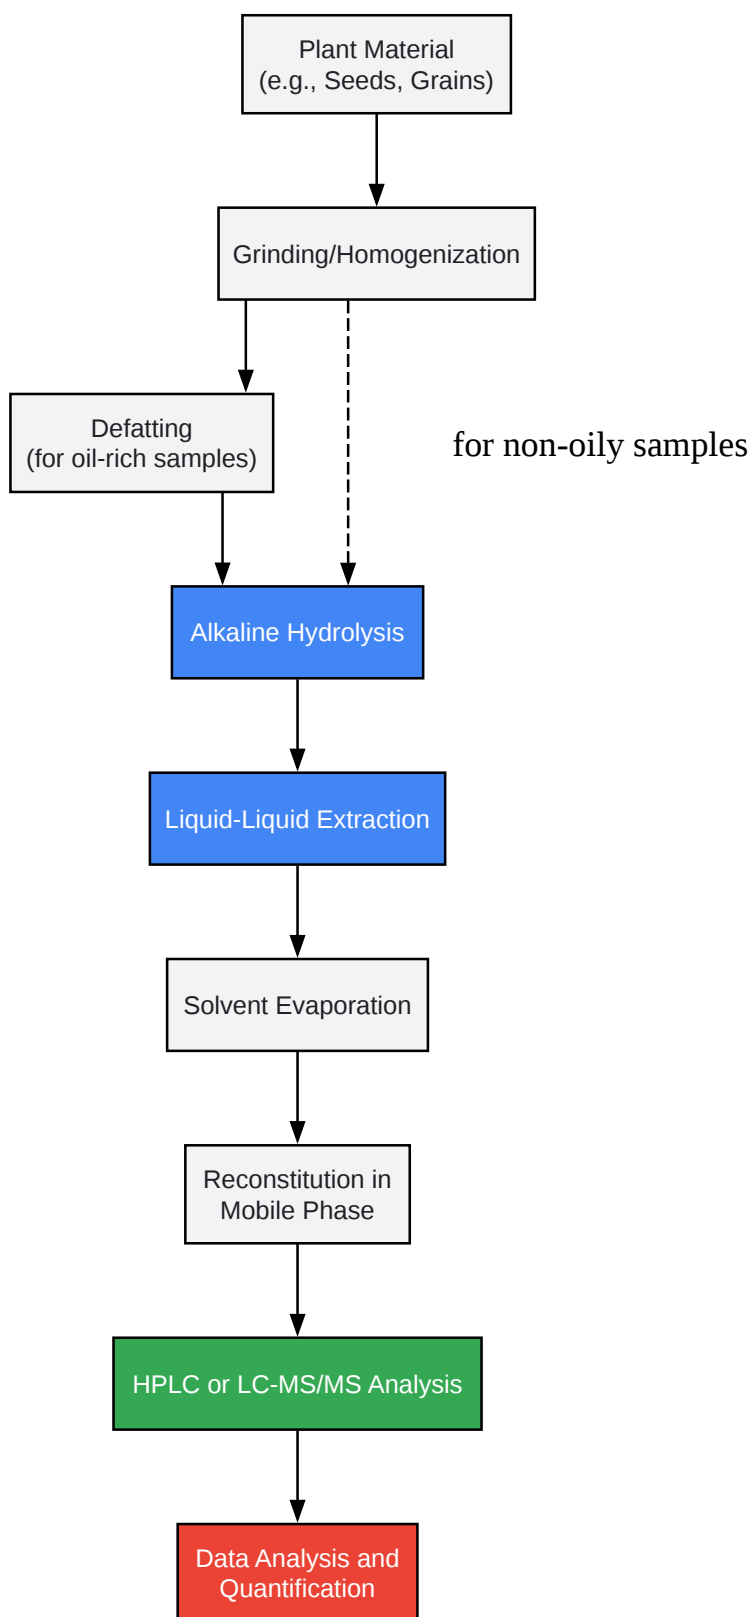 Plant Material
(e.g., Seeds, Grains)
Grinding/Homogenization
Defatting
(for oil-rich samples)
for non-oily samples
Alkaline Hydrolysis
Liquid-Liquid Extraction
Solvent Evaporation
Reconstitution in
Mobile Phase
HPLC or LC-MS/MS Analysis
Data Analysis and
Quantification